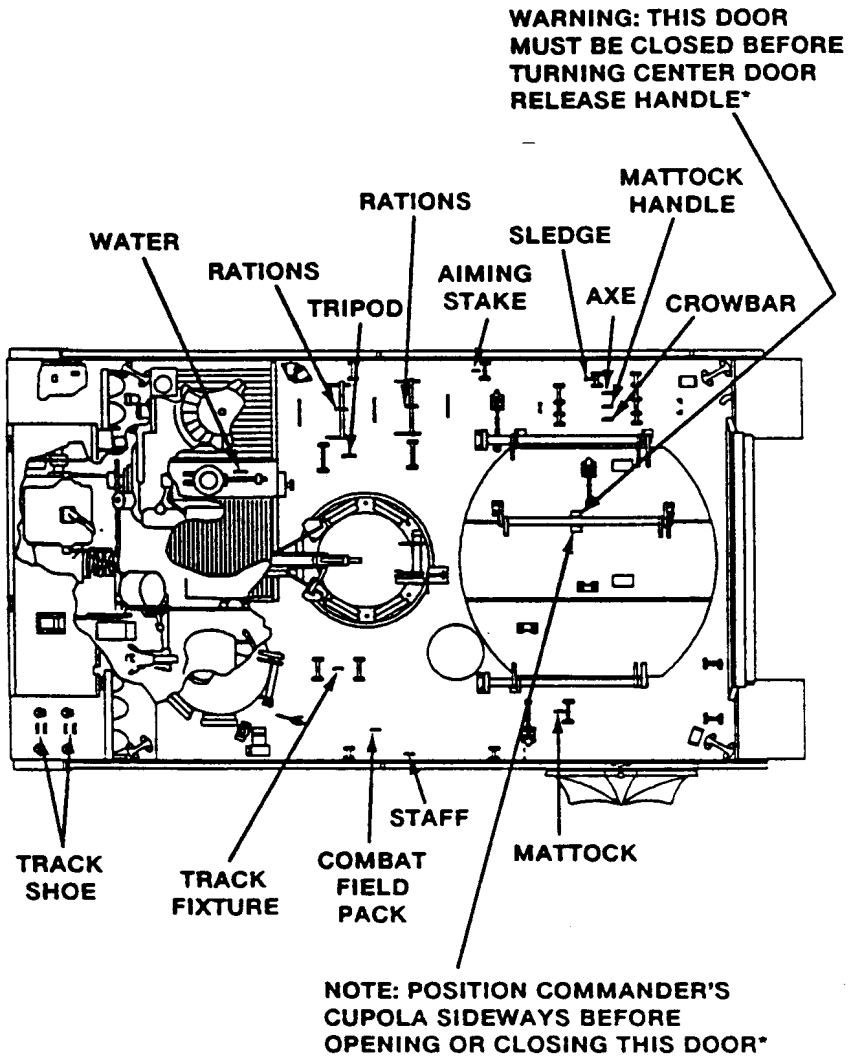 WARNING: THIS DOOR
MUST BE CLOSED BEFORE
TURNING CENTER DOOR
RELEASE HANDLE*
MATTOCK
HANDLE
RATIONS
SLEDGE
WATER
RATIONS
AIMING
STAKE
AXE
TRIPOD
CROWBAR
STAFF
MATTOCK
TRACK
SHOE
COMBAT
FIELD
PACK
TRACK
FIXTURE
NOTE: POSITION COMMANDER'S
CUPOLA SIDEWAYS BEFORE
OPENING OR CLOSING THIS DOOR*